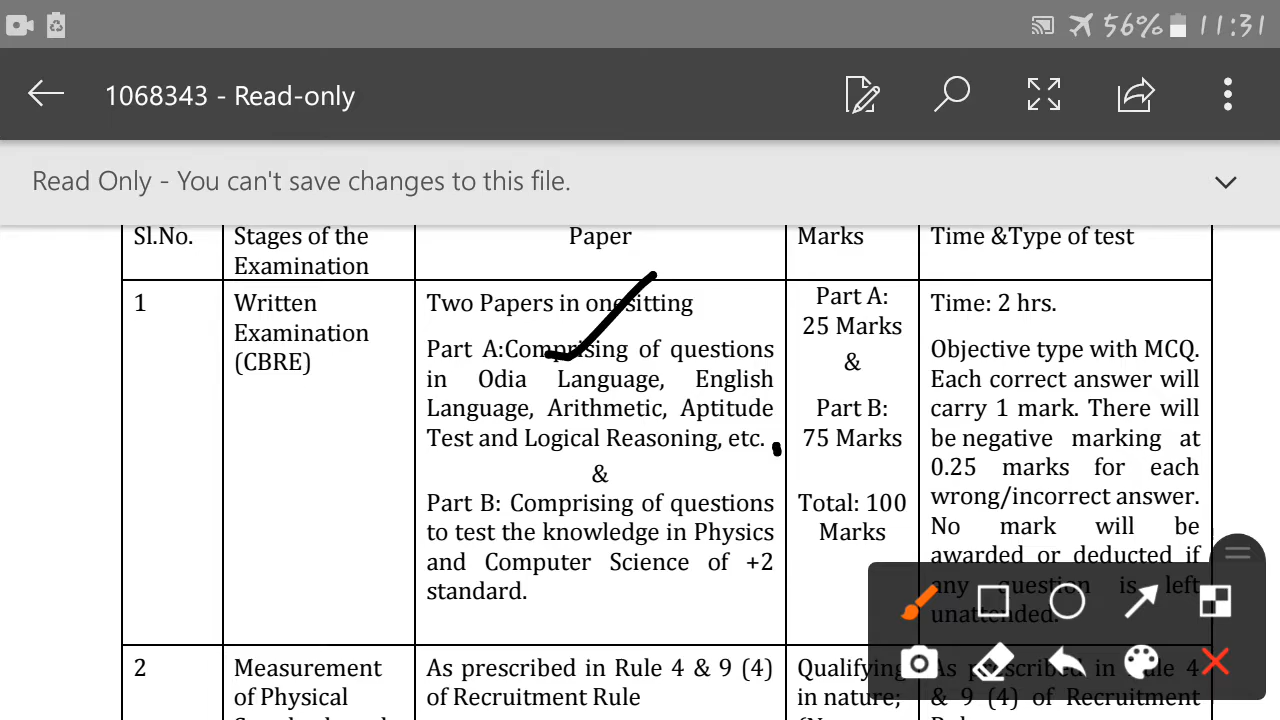 56% 11:31
1068343 - Read-only
Read Only - You can't save changes to this file.
Sl.No.
Stages of the
Examination
Paper
Marks
Time &Type of test
1
Written
Examination
(CBRE)
Two Papers in one sitting
Part A:Comprising of questions
in Odia Language, English
Language, Arithmetic, Aptitude
Test and Logical Reasoning, etc.
&
Part B: Comprising of questions
to test the knowledge in Physics
and Computer Science of +2
standard.
Part A:
25 Marks
&
Part B:
75 Marks
Total: 100
Marks
Time: 2 hrs.
Objective type with MCQ.
Each correct answer will
carry 1 mark. There will
be negative marking at
0.25 marks for each
wrong/incorrect answer.
No mark will be
awarded or deducted if
any question is left
unattended.
2
Measurement
of Physical
As prescribed in Rule 4 & 9 (4)
of Recruitment Rule
Qualifying
in nature;
As prescribed in Rule 4
& 9 (4) of Recruitment